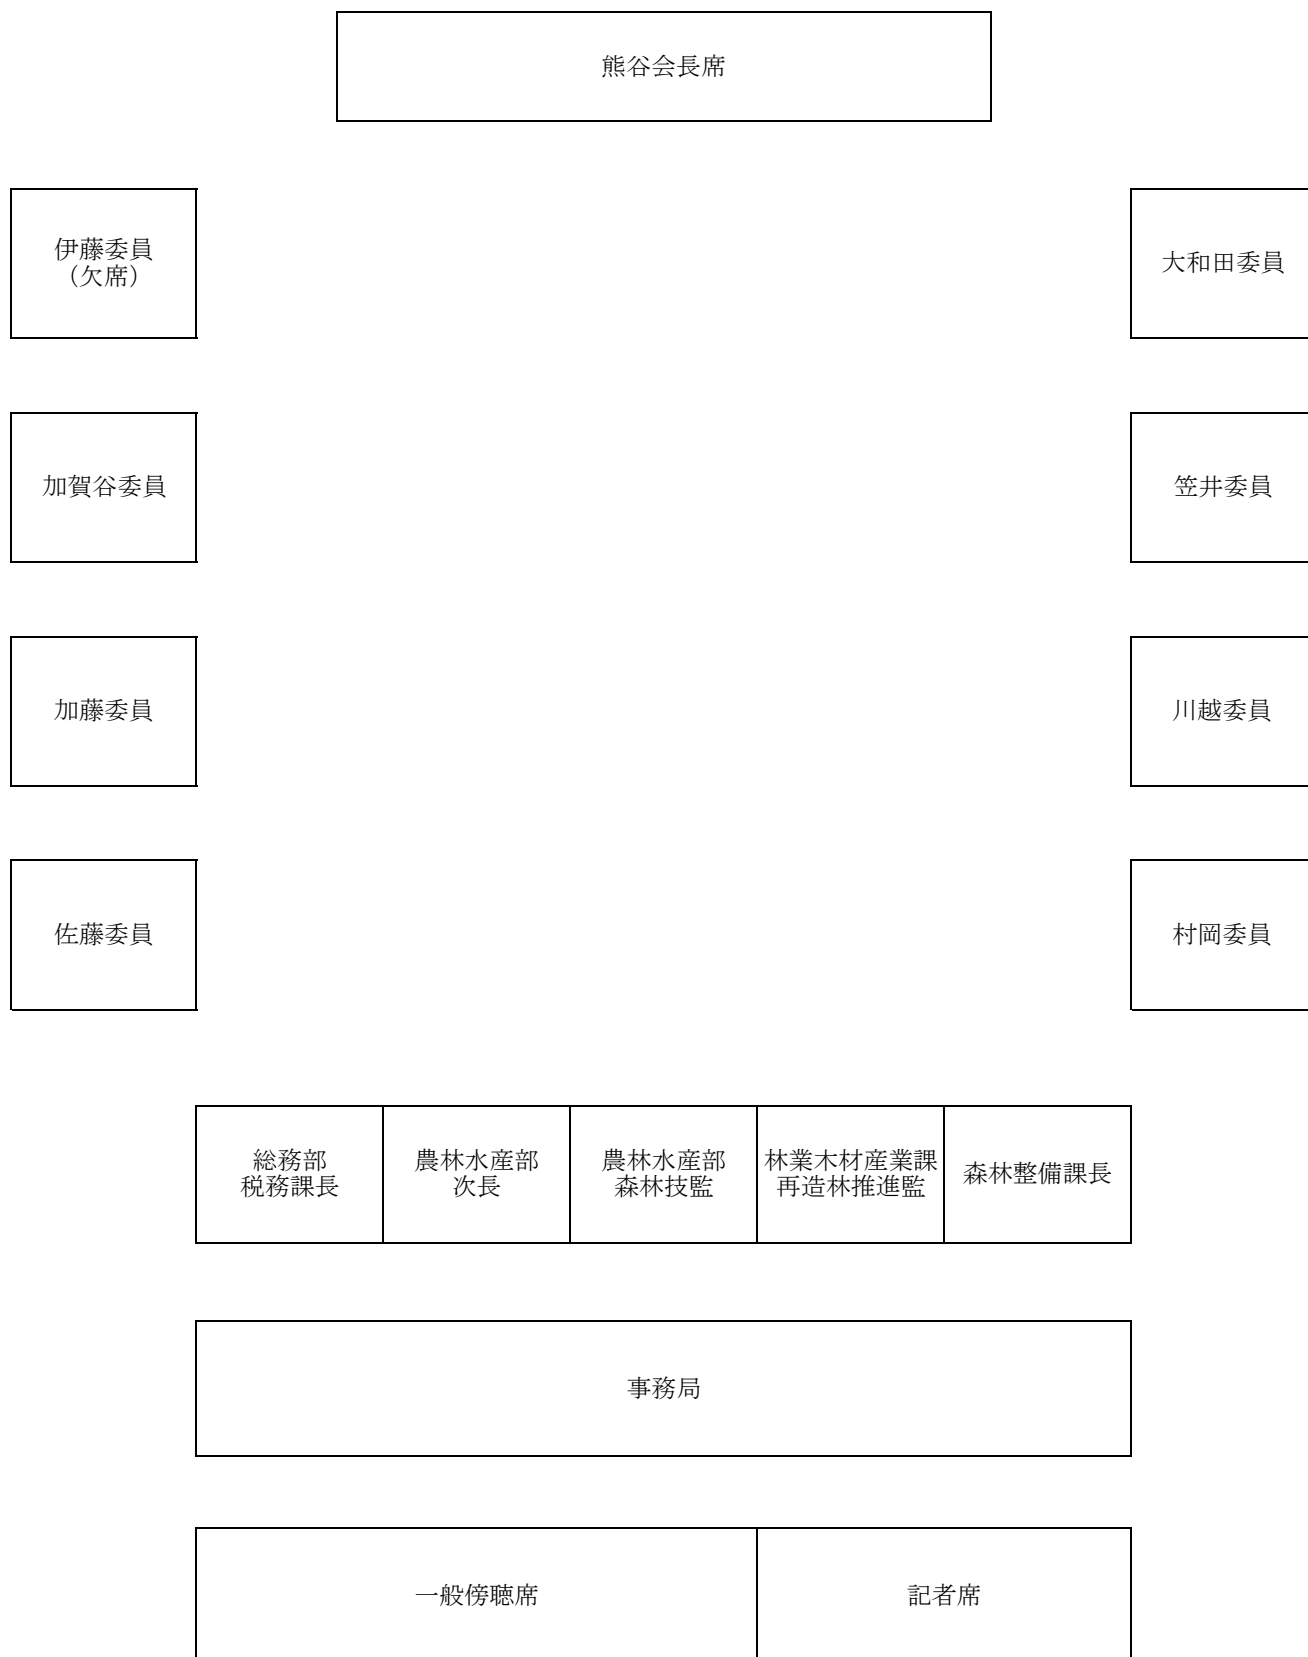 熊谷会長席
伊藤委員
（欠席）
大和田委員
加賀谷委員
笠井委員
加藤委員
川越委員
佐藤委員
村岡委員
総務部
税務課長
農林水産部
次長
農林水産部
森林技監
林業木材産業課
再造林推進監
森林整備課長
事務局
一般傍聴席
記者席